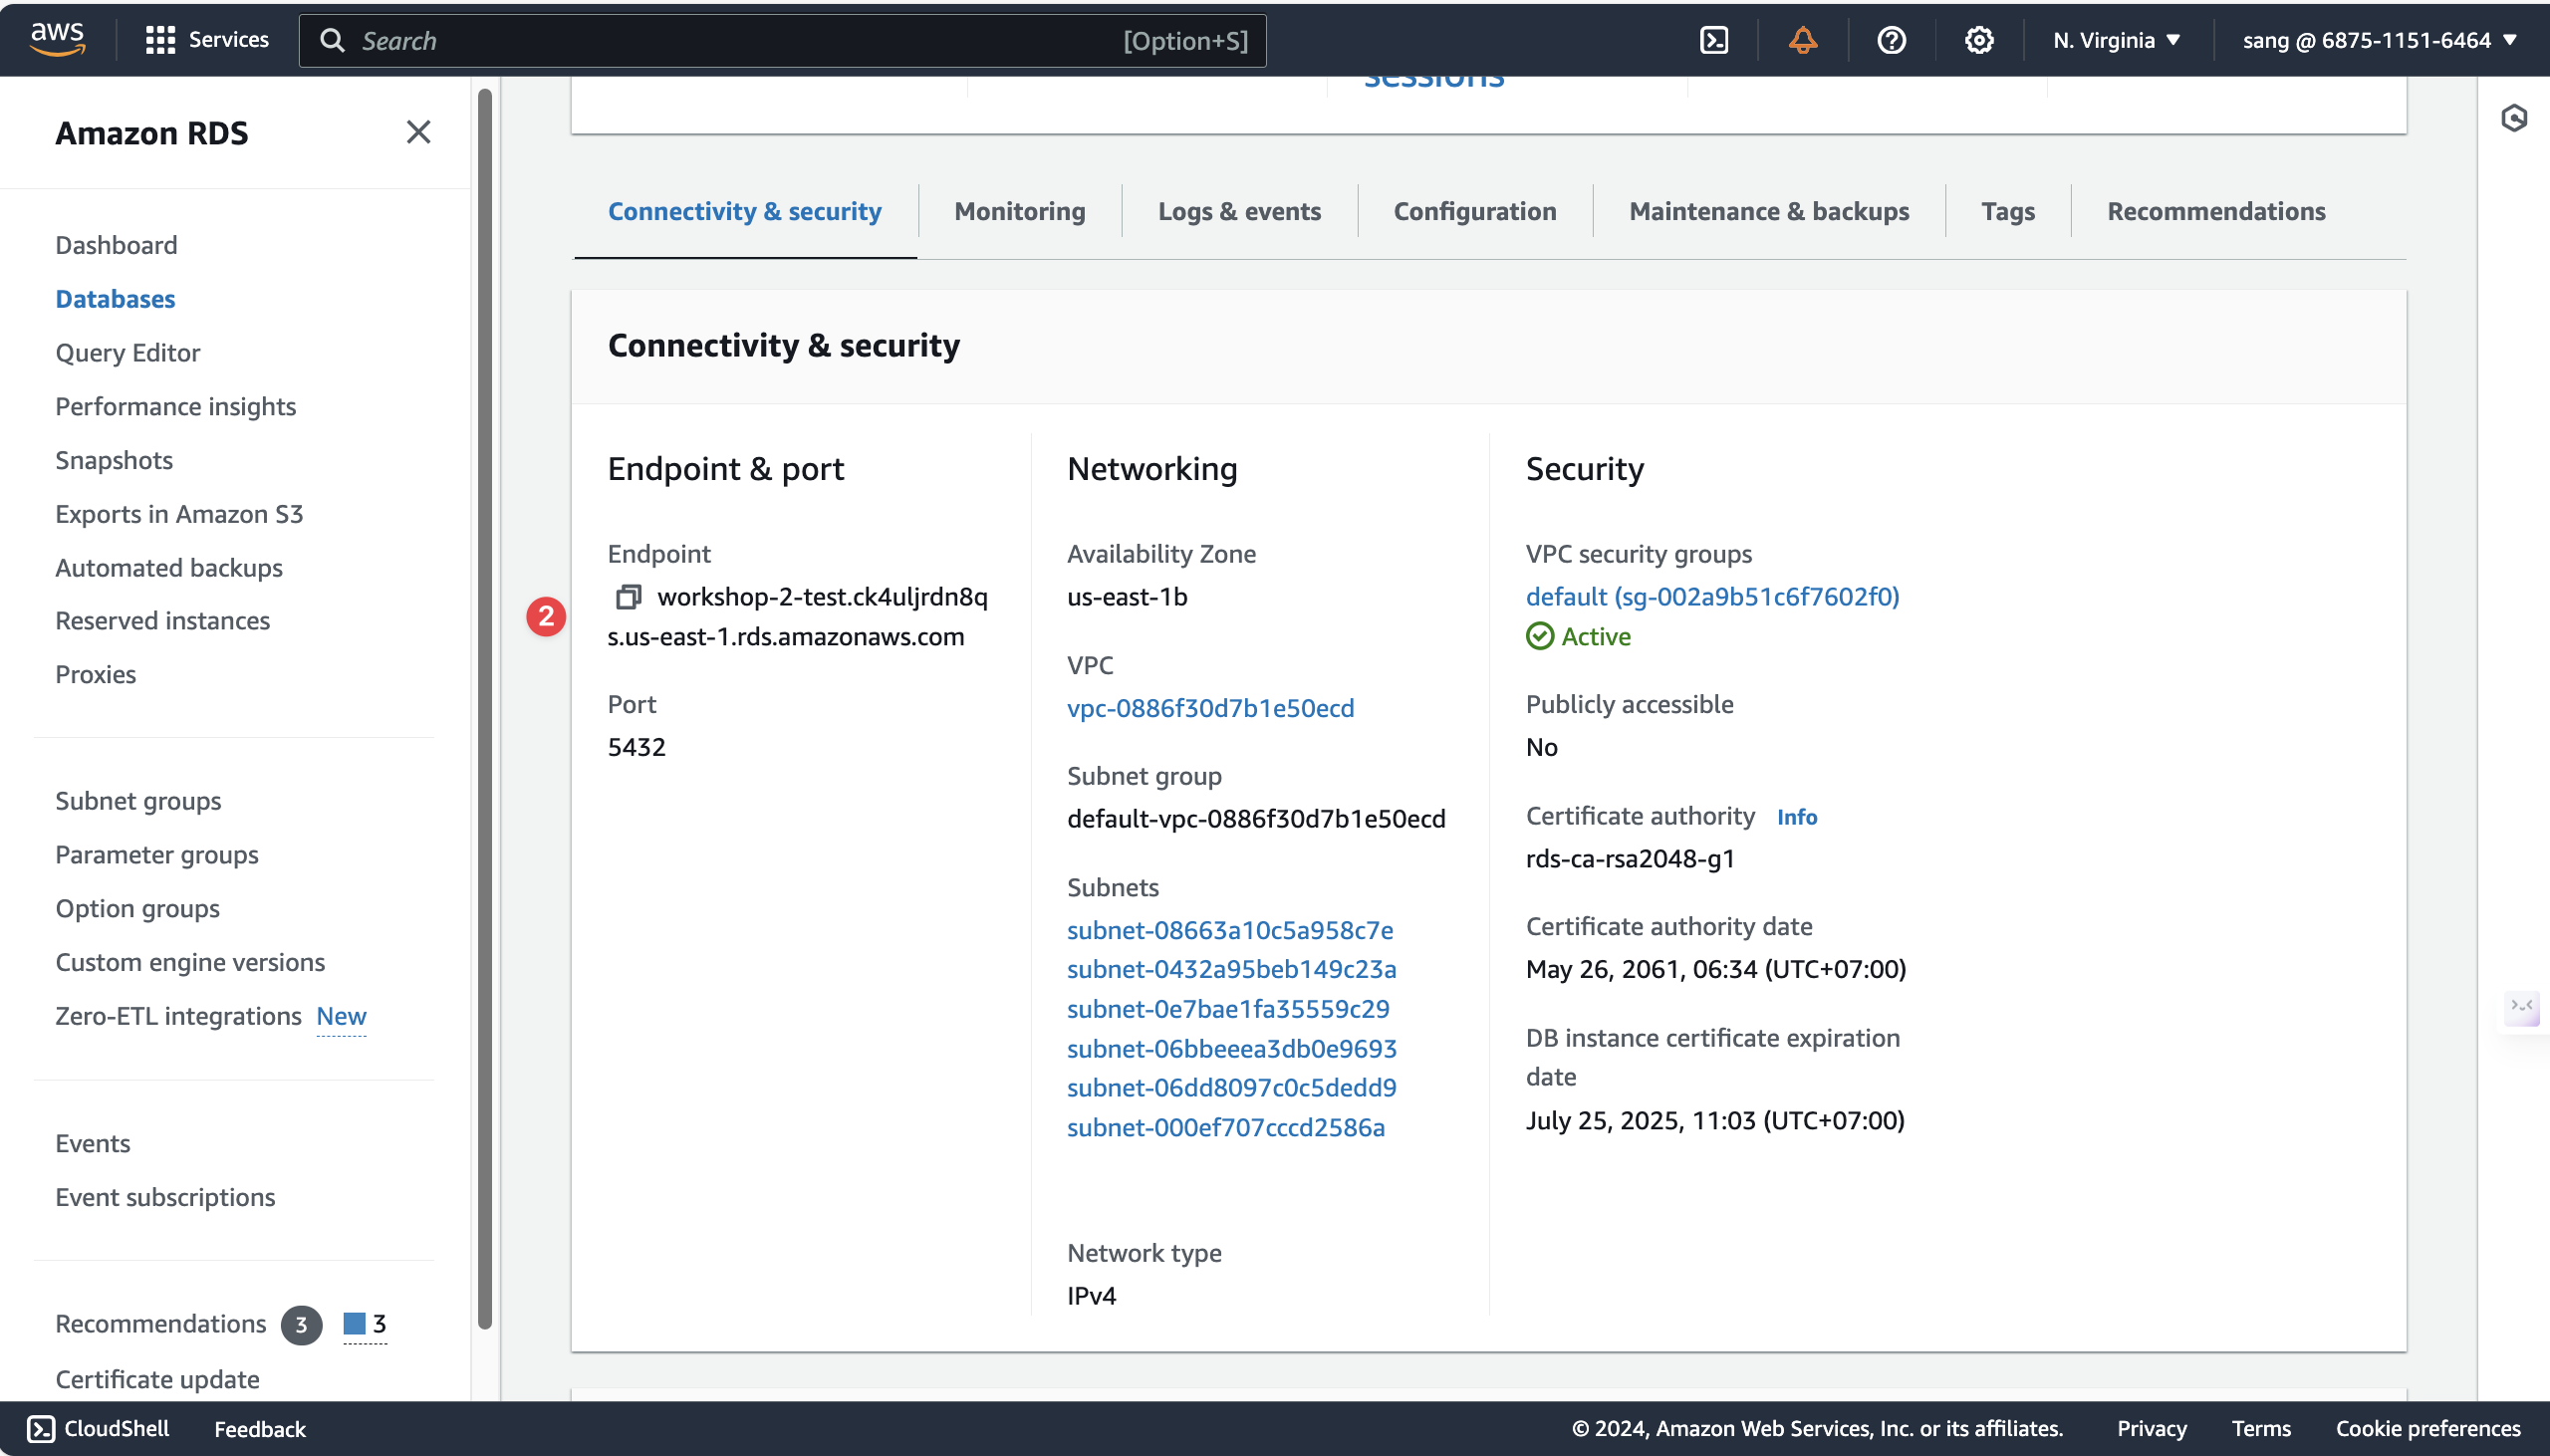 aws
Services
Search
[Option+S]
N. Virginia
sang @ 6875-1151-6464
Amazon RDS
Dashboard
Databases
Query Editor
Performance insights
Snapshots
Exports in Amazon S3
Automated backups
Reserved instances
Proxies
Subnet groups
Parameter groups
Option groups
Custom engine versions
Zero-ETL integrations New
Events
Event subscriptions
Recommendations 3 3
Certificate update
sessions
Connectivity & security
Monitoring
Logs & events
Configuration
Maintenance & backups
Tags
Recommendations
Connectivity & security
Endpoint & port
Endpoint
2
workshop-2-test.ck4uljrdn8q
s.us-east-1.rds.amazonaws.com
Port
5432
Networking
Availability Zone
us-east-1b
VPC
vpc-0886f30d7b1e50ecd
Subnet group
default-vpc-0886f30d7b1e50ecd
Subnets
subnet-08663a10c5a958c7e
subnet-0432a95beb149c23a
subnet-0e7bae1fa35559c29
subnet-06bbeeea3db0e9693
subnet-06dd8097c0c5dedd9
subnet-000ef707cccd2586a
Network type
IPv4
Security
VPC security groups
default (sg-002a9b51c6f7602f0)
Active
Publicly accessible
No
Certificate authority Info
rds-ca-rsa2048-g1
Certificate authority date
May 26, 2061, 06:34 (UTC+07:00)
DB instance certificate expiration
date
July 25, 2025, 11:03 (UTC+07:00)
CloudShell
Feedback
© 2024, Amazon Web Services, Inc. or its affiliates.
Privacy
Terms
Cookie preferences